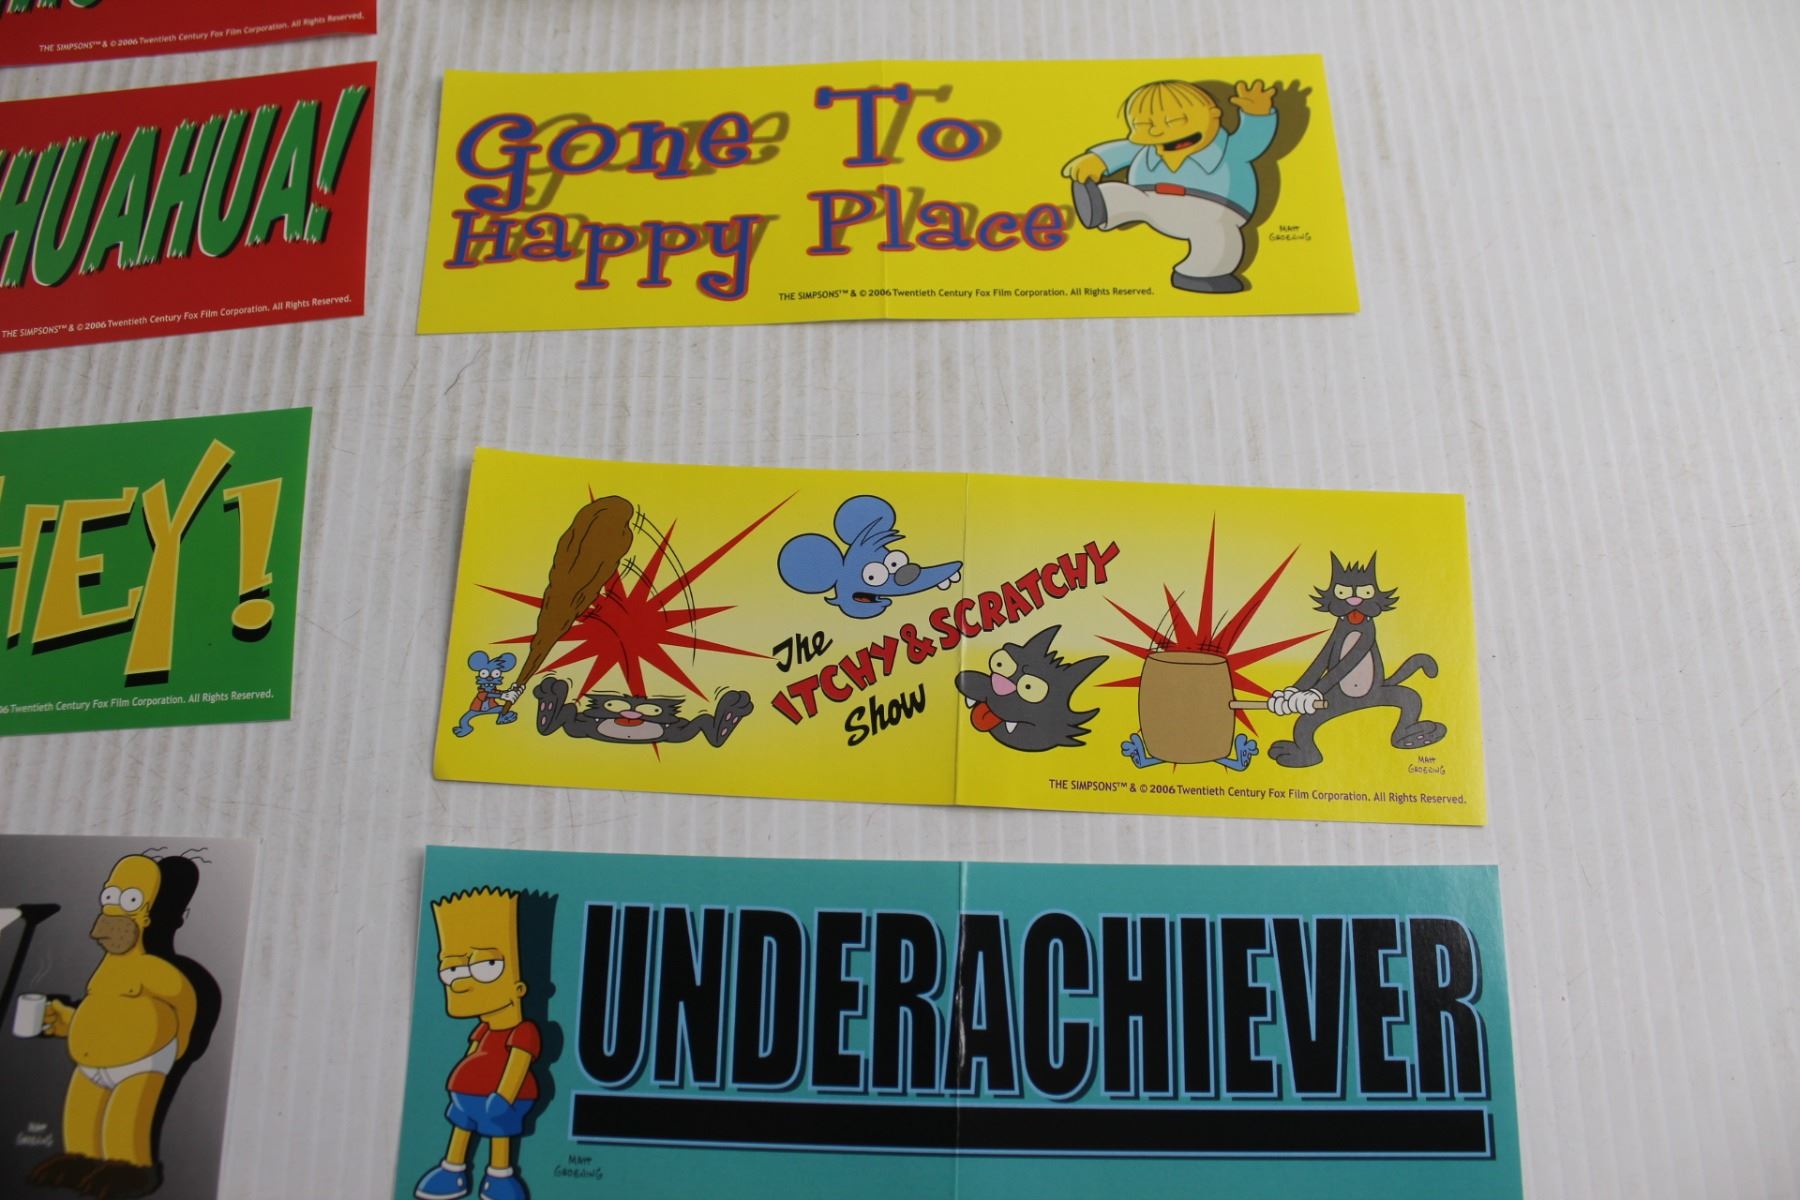 THE SIMPSONS™ & © 2006 Twentieth Century Fox Film Corporation. All Rights Reserved.
HUAHUA!
THE SIMPSONS™ & © 2006 Twentieth Century Fox Film Corporation. All Rights Reserved.
Gone To
Happy Place
MATT
GROENING
THE SIMPSONS™ & © 2006 Twentieth Century Fox Film Corporation. All Rights Reserved.
HEY!
06 Twentieth Century Fox Film Corporation. All Rights Reserved.
The
ITCHY & SCRATCHY
Show
MATT
GROENING
THE SIMPSONS™ & © 2006 Twentieth Century Fox Film Corporation. All Rights Reserved.
MATT
GROENING
UNDERACHIEVER
MATT
GROENING